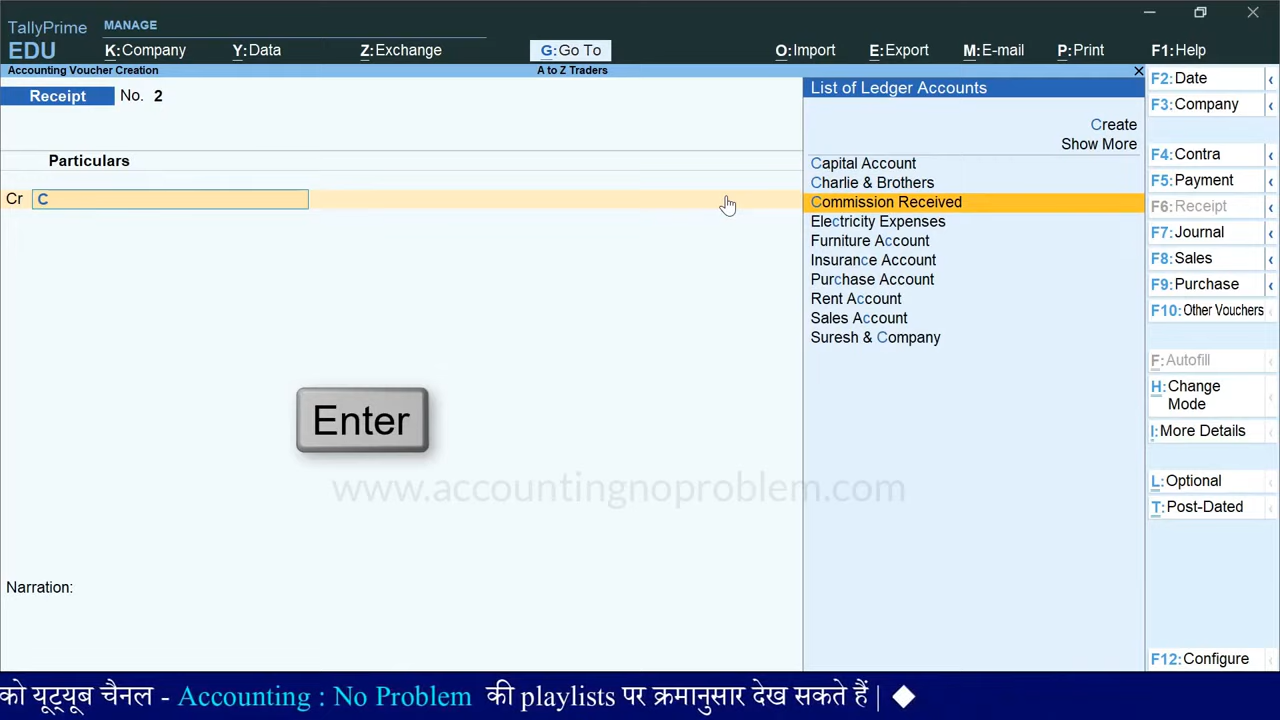 TallyPrime
EDU
MANAGE
K:Company Y:Data Z:Exchange G:Go To O:Import E:Export M:E-mail P:Print F1:Help
Accounting Voucher Creation A to Z Traders
Receipt No. 2
Particulars
Cr C
Enter
www.accountingnoproblem.com
Narration:
List of Ledger Accounts
Create
Show More
Capital Account
Charlie & Brothers
Commission Received
Electricity Expenses
Furniture Account
Insurance Account
Purchase Account
Rent Account
Sales Account
Suresh & Company
F2:Date
F3:Company
F4:Contra
F5:Payment
F6:Receipt
F7:Journal
F8:Sales
F9:Purchase
F10:Other Vouchers
F:Autofill
H:Change
Mode
I:More Details
L:Optional
T:Post-Dated
F12:Configure
को यूट्यूब चैनल - Accounting : No Problem की playlists पर क्रमानुसार देख सकते हैं |